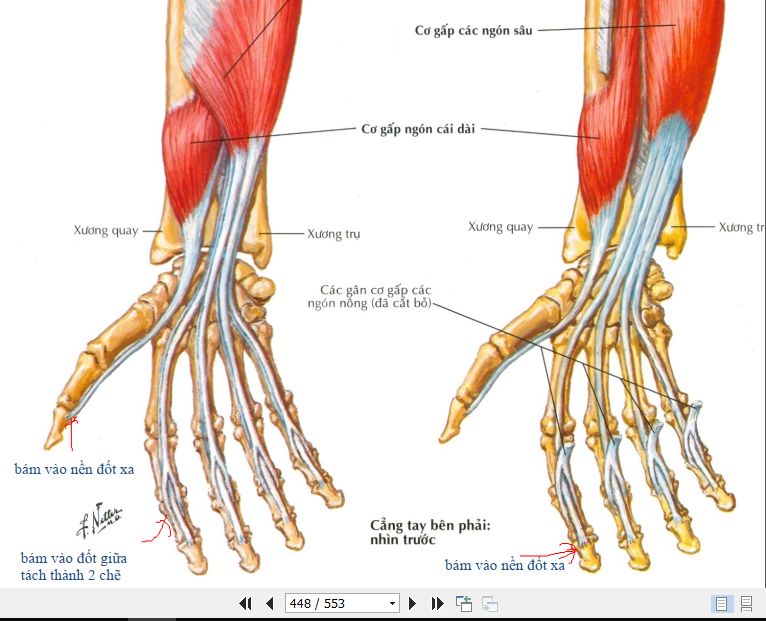 Cơ gấp các ngón sâu
Cơ gấp ngón cái dài
Xương quay
Xương trụ
Xương quay
Xương tr
Các gân cơ gấp các
ngón nông (đã cắt bỏ)
bám vào nền đốt xa
F. Netter
M.D.
bám vào đốt giữa
tách thành 2 chẽ
Cẳng tay bên phải:
nhìn trước
bám vào nền đốt xa
448 / 553